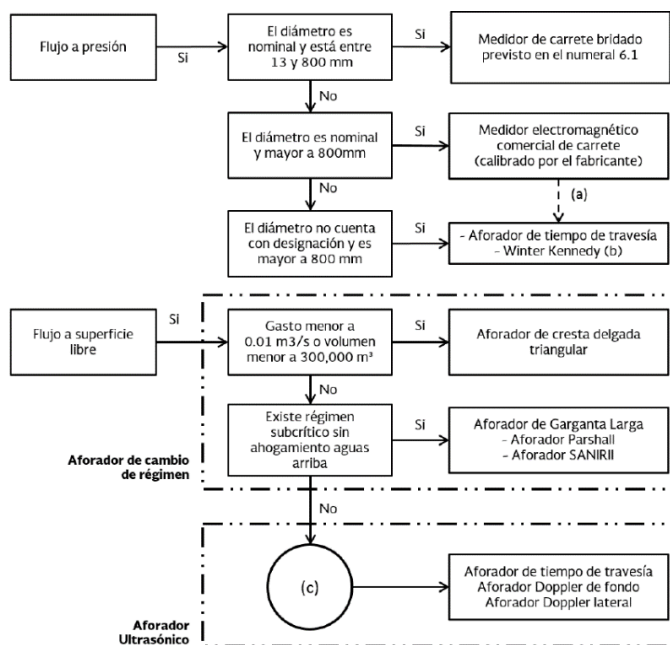 Flujo a presión
Si
El diámetro es
nominal y está entre
13 y 800 mm
Si
Medidor de carrete bridado
previsto en el numeral 6.1
No
El diámetro es nominal
y mayor a 800mm
Si
Medidor electromagnético
comercial de carrete
(calibrado por el fabricante)
(a)
No
El diámetro no cuenta
con designación y es
mayor a 800 mm
Si
- Aforador de tiempo de travesía
- Winter Kennedy (b)
Flujo a superficie
libre
Si
Gasto menor a
0.01 m3/s o volumen
menor a 300,000 m³
Si
Aforador de cresta delgada
triangular
No
Existe régimen
subcrítico sin
ahogamiento aguas
arriba
Si
Aforador de Garganta Larga
- Aforador Parshall
- Aforador SANIRII
Aforador de cambio
de régimen
No
(c)
Aforador de tiempo de travesía
Aforador Doppler de fondo
Aforador Doppler lateral
Aforador
Ultrasónico